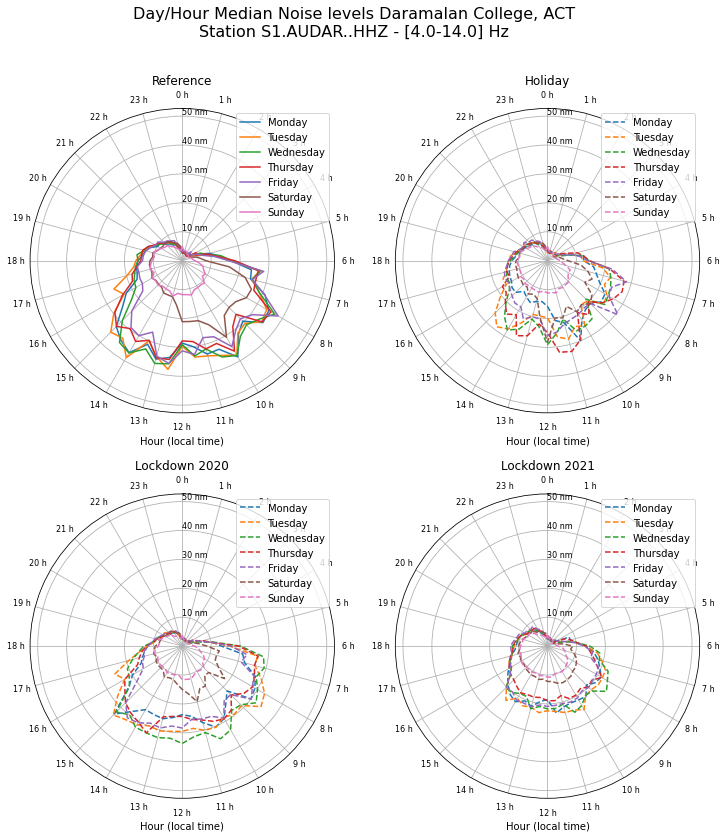 Day/Hour Median Noise levels Daramalan College, ACT
Station S1.AUDAR..HHZ - [4.0-14.0] Hz
Reference
0 h
1 h
5 h
6 h
7 h
8 h
9 h
10 h
11 h
12 h
13 h
14 h
15 h
16 h
17 h
18 h
19 h
20 h
21 h
22 h
23 h
50 nm
40 nm
30 nm
20 nm
10 nm
Monday
Tuesday
Wednesday
Thursday
Friday
Saturday
Sunday
Hour (local time)
Holiday
0 h
1 h
4 h
5 h
6 h
7 h
8 h
9 h
10 h
11 h
12 h
13 h
14 h
15 h
16 h
17 h
18 h
19 h
20 h
21 h
22 h
23 h
50 nm
40 nm
30 nm
20 nm
10 nm
Monday
Tuesday
Wednesday
Thursday
Friday
Saturday
Sunday
Hour (local time)
Lockdown 2020
0 h
1 h
5 h
6 h
7 h
8 h
9 h
10 h
11 h
12 h
13 h
14 h
15 h
16 h
17 h
18 h
19 h
20 h
21 h
22 h
23 h
50 nm
40 nm
30 nm
20 nm
10 nm
Monday
Tuesday
Wednesday
Thursday
Friday
Saturday
Sunday
Hour (local time)
Lockdown 2021
0 h
1 h
4 h
5 h
6 h
7 h
8 h
9 h
10 h
11 h
12 h
13 h
14 h
15 h
16 h
17 h
18 h
19 h
20 h
21 h
22 h
23 h
50 nm
40 nm
30 nm
20 nm
10 nm
Monday
Tuesday
Wednesday
Thursday
Friday
Saturday
Sunday
Hour (local time)